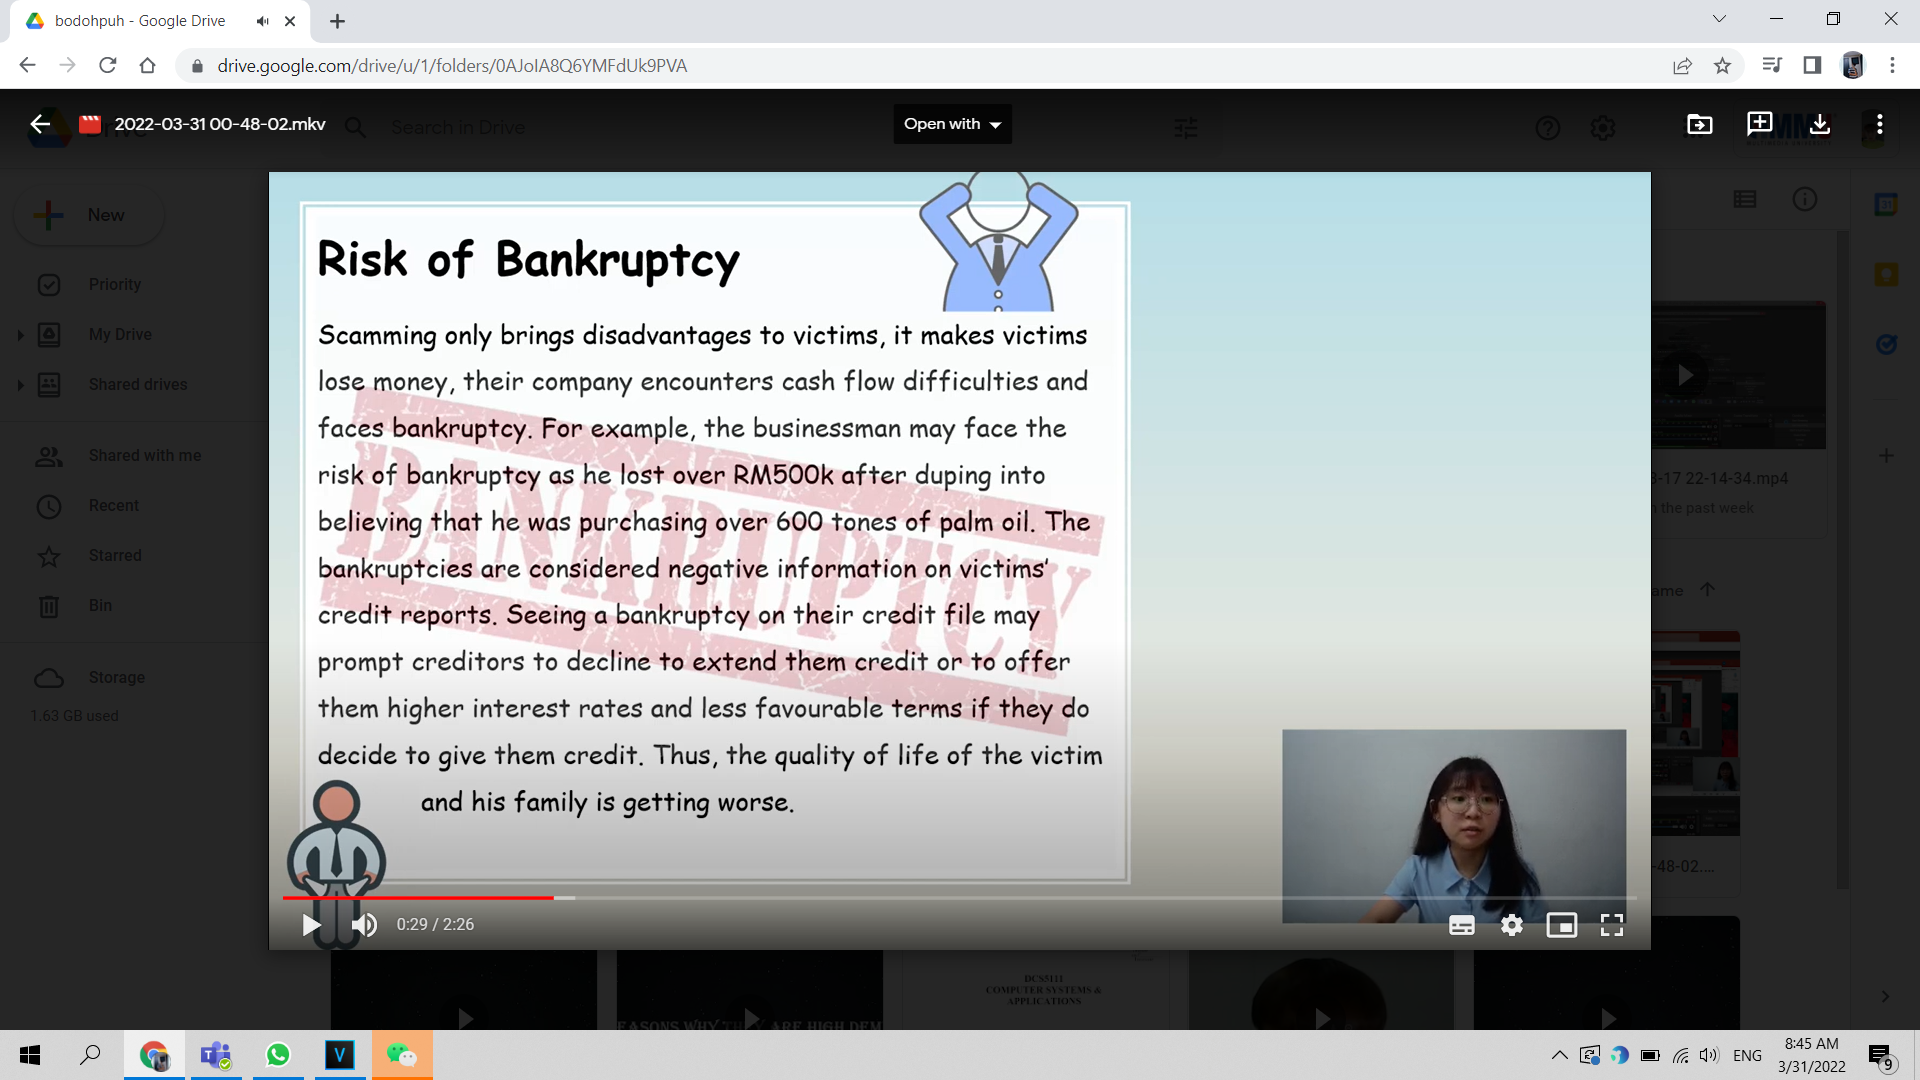 bodohpuh - Google Drive
drive.google.com/drive/u/1/folders/0AJoIA8Q6YMFdUk9PVA
2022-03-31 00-48-02.mkv
Search in Drive
Open with
New
Priority
My Drive
Shared drives
Shared with me
Recent
Starred
Bin
Storage
1.63 GB used
Risk of Bankruptcy
Scamming only brings disadvantages to victims, it makes victims
lose money, their company encounters cash flow difficulties and
faces bankruptcy. For example, the businessman may face the
risk of bankruptcy as he lost over RM500k after duping into
believing that he was purchasing over 600 tones of palm oil. The
bankruptcies are considered negative information on victims'
credit reports. Seeing a bankruptcy on their credit file may
prompt creditors to decline to extend them credit or to offer
them higher interest rates and less favourable terms if they do
decide to give them credit. Thus, the quality of life of the victim
and his family is getting worse.
BANKRUPTCY
0:29 / 2:26
3-17 22-14-34.mp4
the past week
ame
-48-02....
DCS5111
COMPUTER SYSTEMS &
APPLICATIONS
EASONS WHY THEY ARE HIGH DEM
ENG
8:45 AM
3/31/2022
9